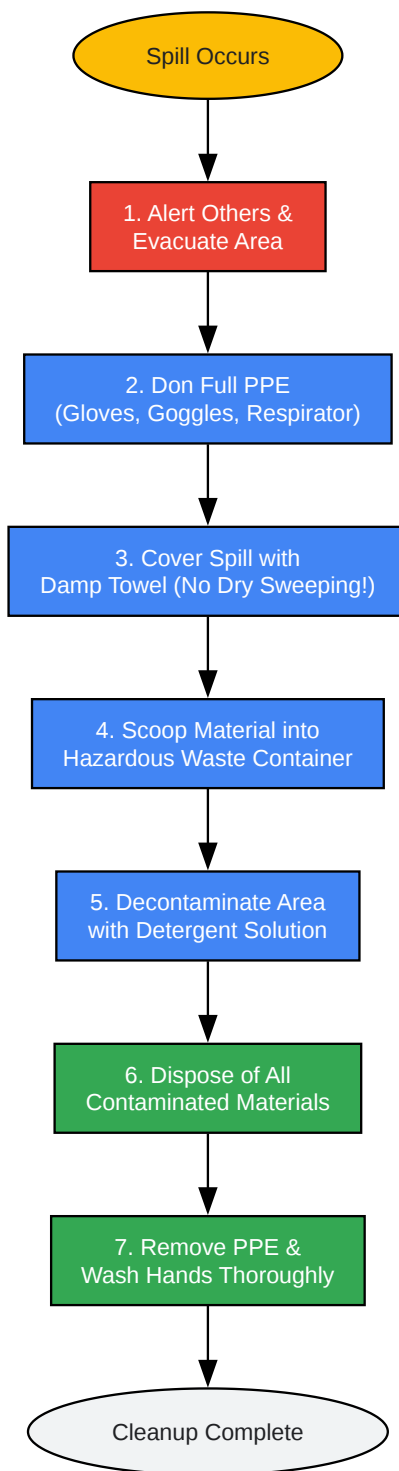 Spill Occurs
1. Alert Others &
Evacuate Area
2. Don Full PPE
(Gloves, Goggles, Respirator)
3. Cover Spill with
Damp Towel (No Dry Sweeping!)
4. Scoop Material into
Hazardous Waste Container
5. Decontaminate Area
with Detergent Solution
6. Dispose of All
Contaminated Materials
7. Remove PPE &
Wash Hands Thoroughly
Cleanup Complete